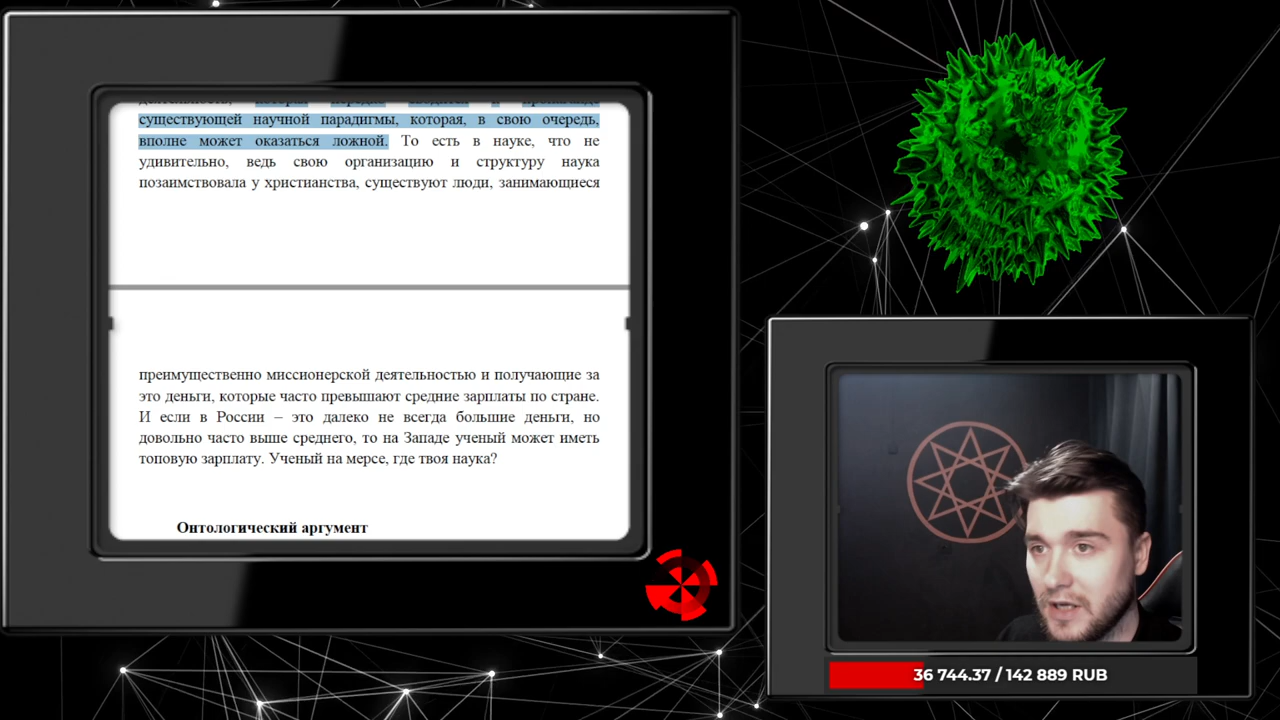 существующей научной парадигмы, которая, в свою очередь,
вполне может оказаться ложной. То есть в науке, что не
удивительно, ведь свою организацию и структуру наука
позаимствовала у христианства, существуют люди, занимающиеся
преимущественно миссионерской деятельностью и получающие за
это деньги, которые часто превышают средние зарплаты по стране.
И если в России – это далеко не всегда большие деньги, но
довольно часто выше среднего, то на Западе ученый может иметь
топовую зарплату. Ученый на мерсе, где твоя наука?
Онтологический аргумент
36 744.37 / 142 889 RUB